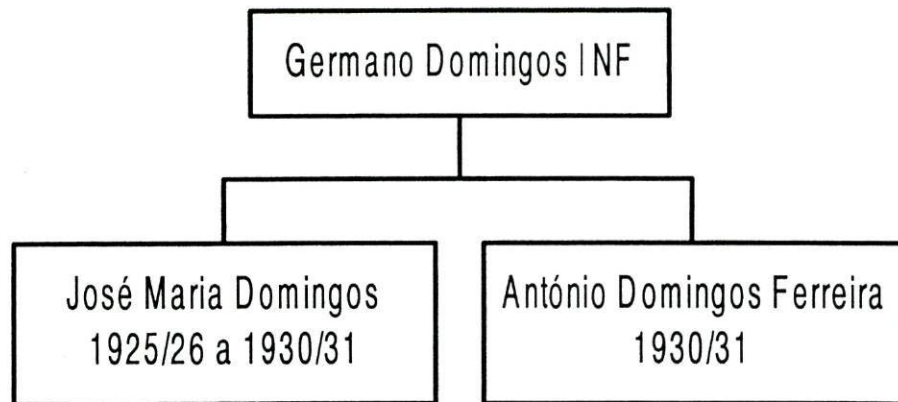 Germano Domingos INF
José Maria Domingos
1925/26 a 1930/31
António Domingos Ferreira
1930/31